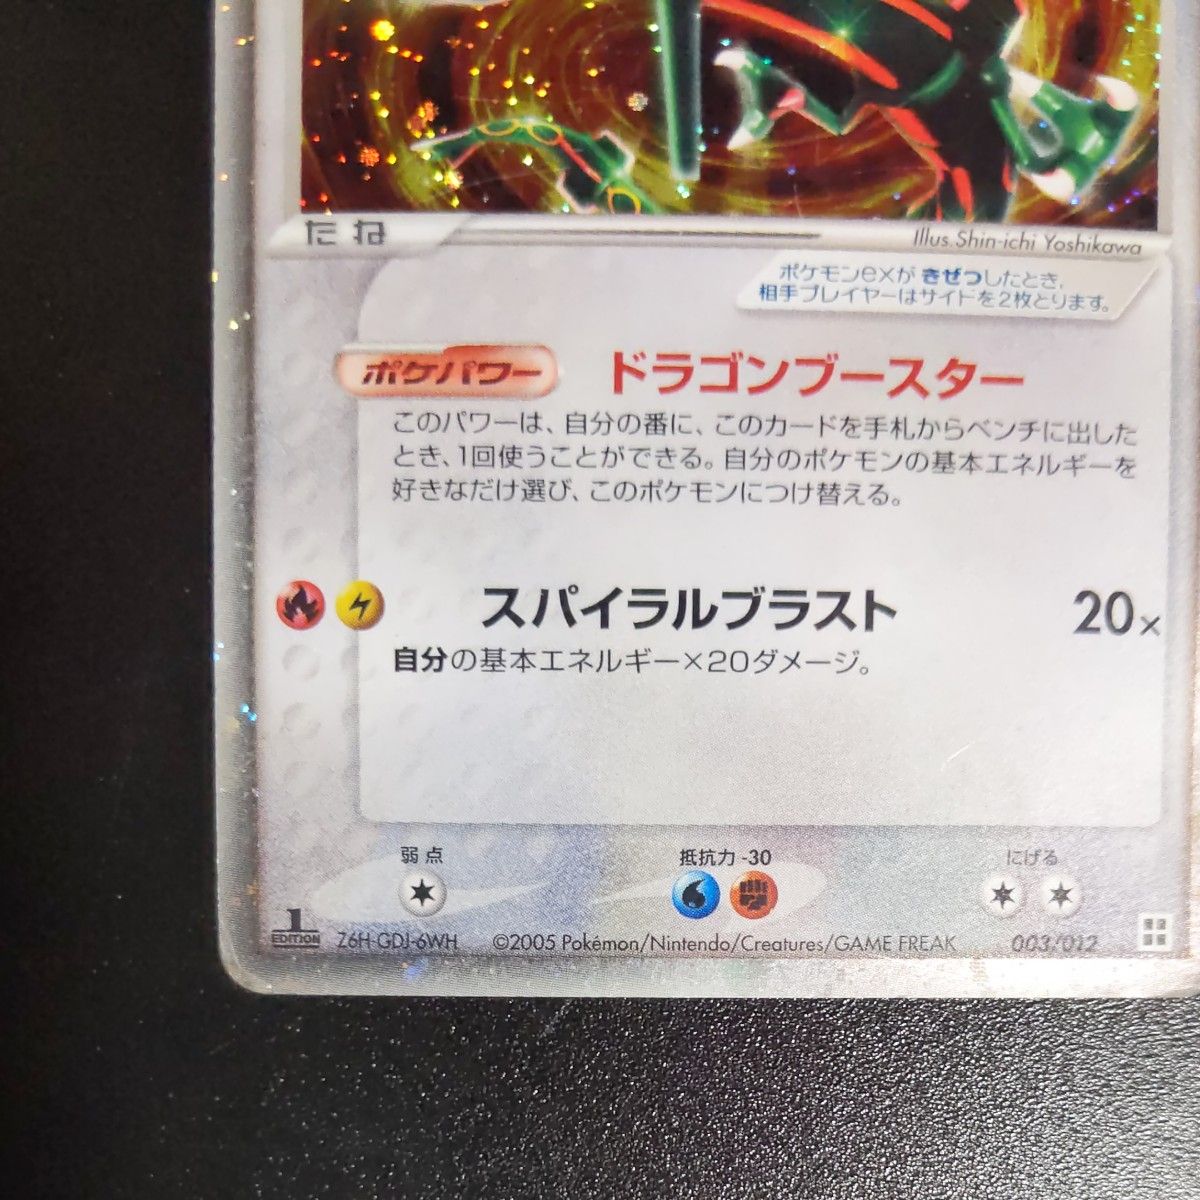 たね
Illus. Shin-ichi Yoshikawa
ポケモンexが きぜつしたとき、
相手プレイヤーはサイドを2枚とります。
ポケパワー ドラゴンブースター
このパワーは、自分の番に、このカードを手札からベンチに出した
とき、1回使うことができる。自分のポケモンの基本エネルギーを
好きなだけ選び、このポケモンにつけ替える。
スパイラルブラスト 20×
自分の基本エネルギー×20ダメージ。
弱点 抵抗力 -30 にげる
1 EDITION Z6H-GDJ-6WH ©2005 Pokémon/Nintendo/Creatures/GAME FREAK 003/012